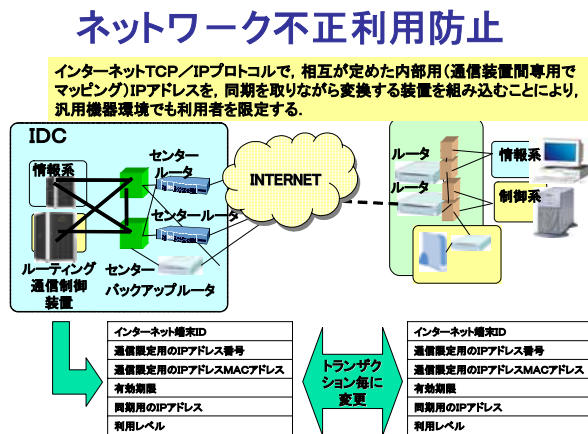 ネットワーク不正利用防止
インターネットTCP／IPプロトコルで，相互が定めた内部用（通信装置間専用で
マッピング）IPアドレスを，同期を取りながら変換する装置を組み込むことにより，
汎用機器環境でも利用者を限定する．
IDC
情報系
センター
ルータ
センタールータ
ルーティング
通信制御
装置
センター
バックアップルータ
INTERNET
ルータ
ルータ
情報系
制御系
インターネット端末ID
通信限定用のIPアドレス番号
通信限定用のIPアドレスMACアドレス
有効期限
同期用のIPアドレス
利用レベル
トランザク
ション毎に
変更
インターネット端末ID
通信限定用のIPアドレス番号
通信限定用のIPアドレスMACアドレス
有効期限
同期用のIPアドレス
利用レベル